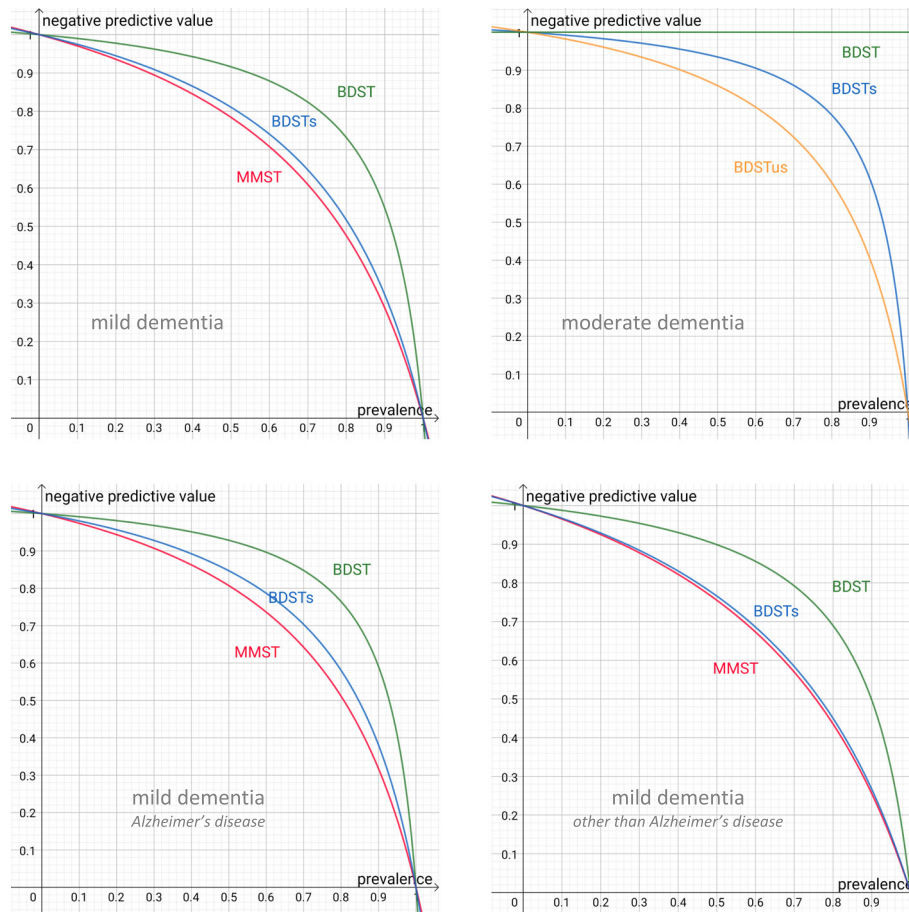 negative predictive value
1
0.9
0.8
0.7
0.6
0.5
0.4
0.3
0.2
0.1
BDST
BDSTs
MMST
mild dementia
prevalence
0 0.1 0.2 0.3 0.4 0.5 0.6 0.7 0.8 0.9 1
negative predictive value
1
0.9
0.8
0.7
0.6
0.5
0.4
0.3
0.2
0.1
BDST
BDSTs
BDSTus
moderate dementia
prevalence
0 0.1 0.2 0.3 0.4 0.5 0.6 0.7 0.8 0.9
negative predictive value
1
0.9
0.8
0.7
0.6
0.5
0.4
0.3
0.2
0.1
BDST
BDSTs
MMST
mild dementia
Alzheimer's disease
prevalence
0 0.1 0.2 0.3 0.4 0.5 0.6 0.7 0.8 0.9 1
negative predictive value
1
0.9
0.8
0.7
0.6
0.5
0.4
0.3
0.2
0.1
BDST
BDSTs
MMST
mild dementia
other than Alzheimer's disease
prevalence
0 0.1 0.2 0.3 0.4 0.5 0.6 0.7 0.8 0.9